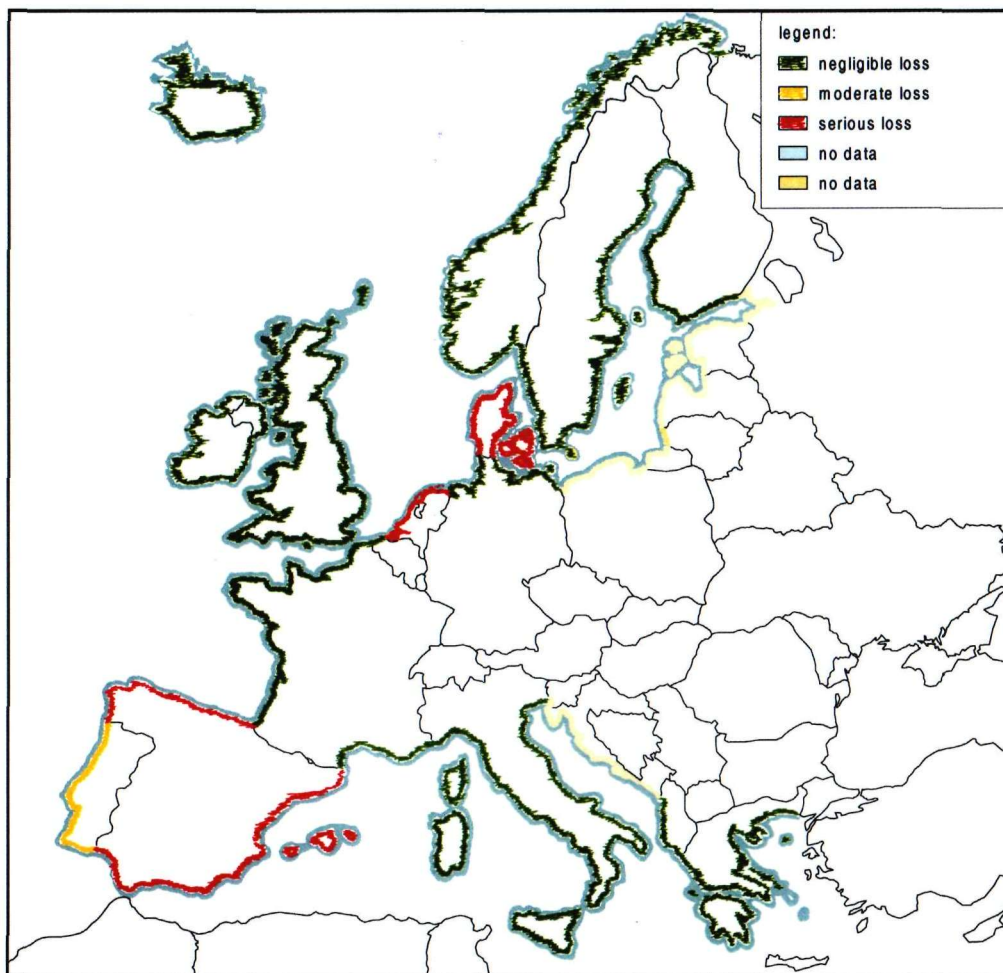 legend:
negligible loss
moderate loss
serious loss
no data
no data